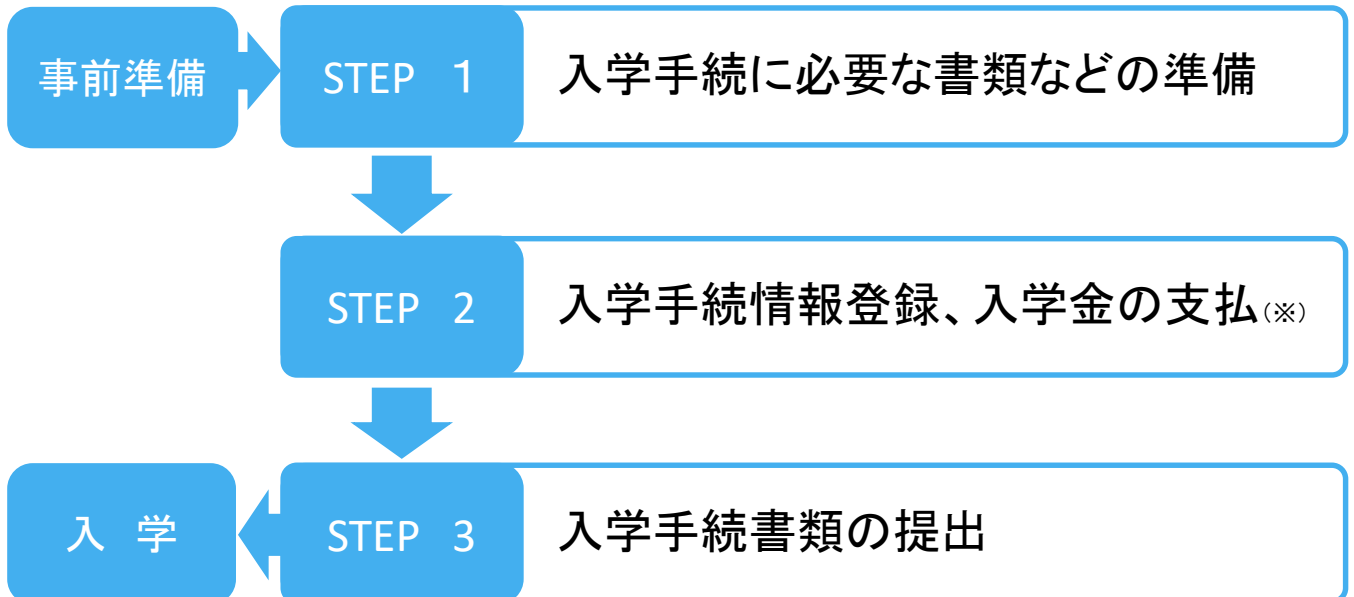 事前準備
STEP 1 入学手続に必要な書類などの準備
STEP 2 入学手続情報登録、入学金の支払(※)
STEP 3 入学手続書類の提出
入 学